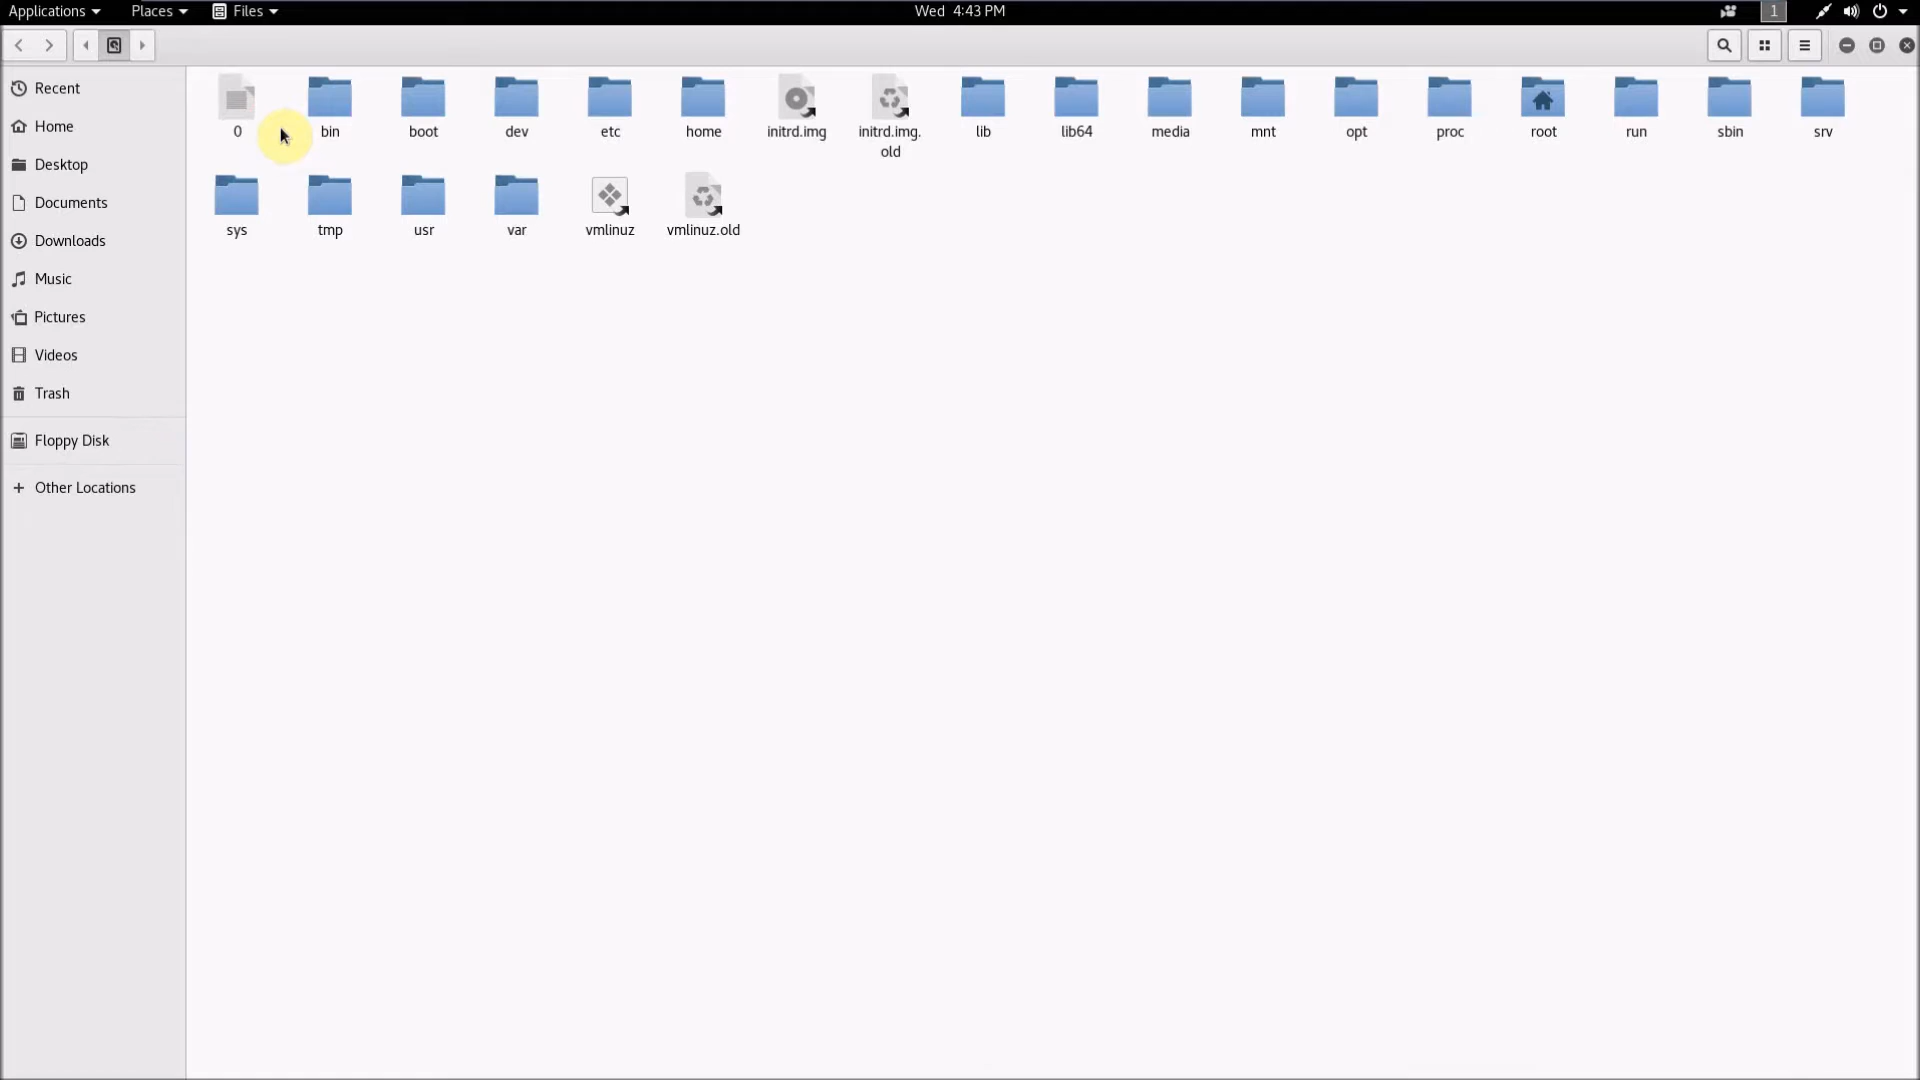 Applications Places Files Wed 4:43 PM 1
Recent
Home
Desktop
Documents
Downloads
Music
Pictures
Videos
Trash
Floppy Disk
Other Locations
0 bin boot dev etc home initrd.img initrd.img. lib lib64 media mnt opt proc root run sbin srv
old
sys tmp usr var vmlinuz vmlinuz.old